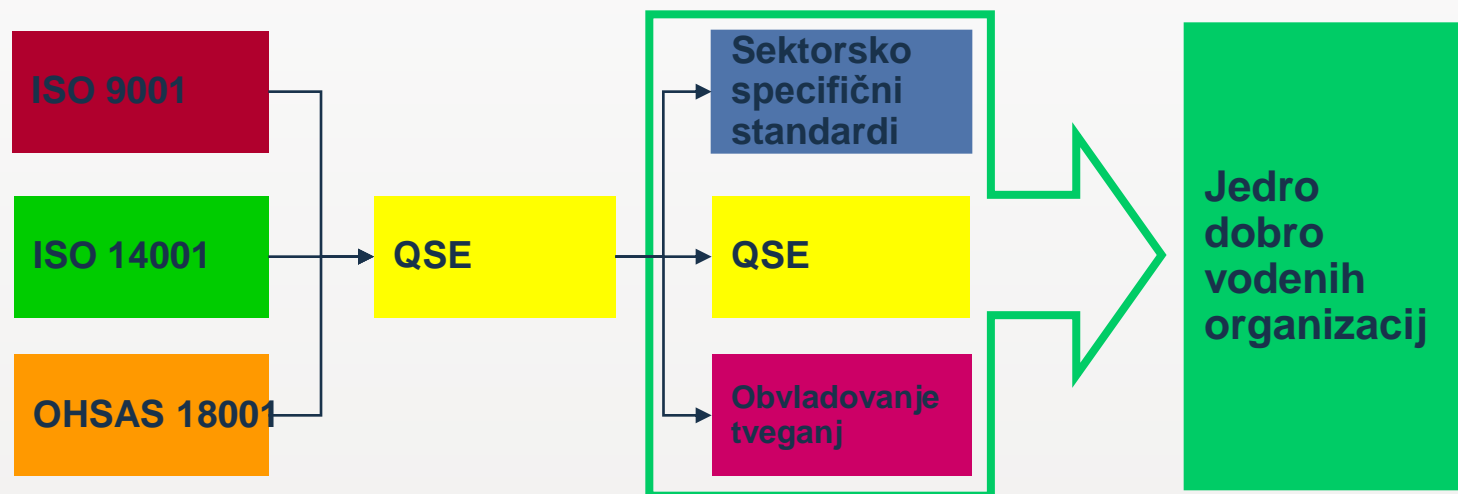 ISO 9001
ISO 14001
OHSAS 18001
QSE
Sektorsko
specifični
standardi
QSE
Obvladovanje
tveganj
Jedro
dobro
vodenih
organizacij